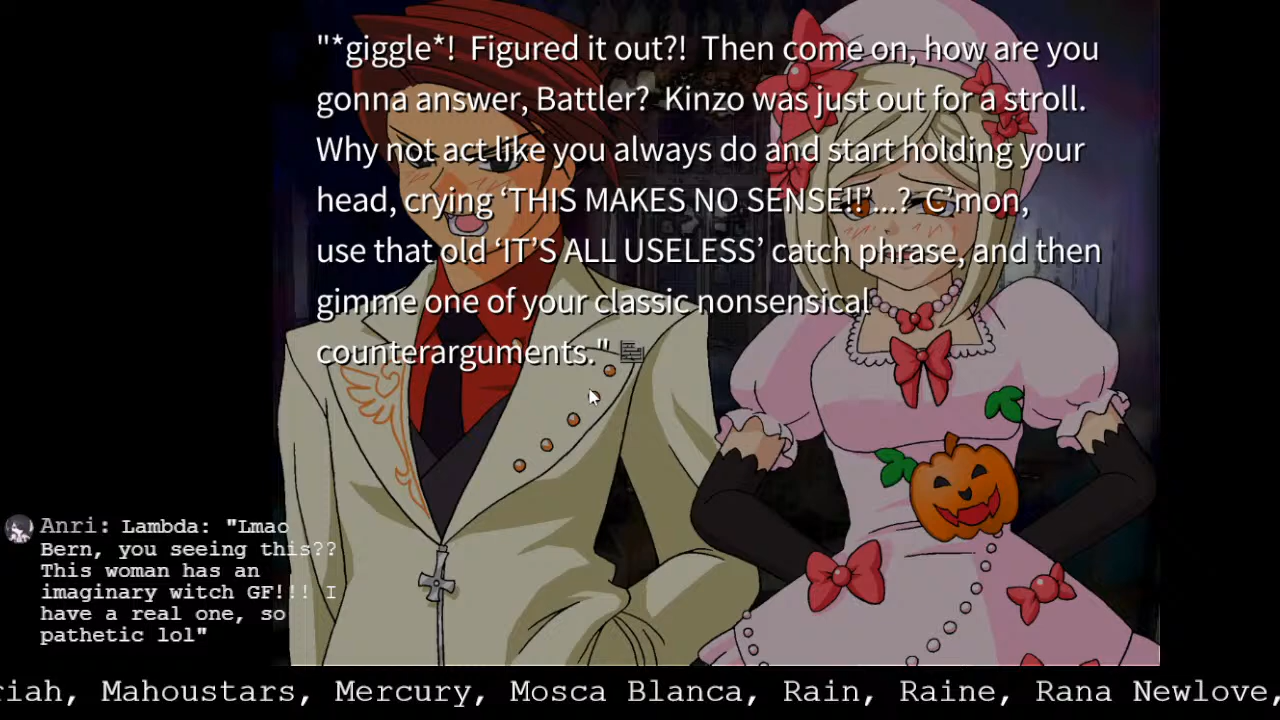 "*giggle*!  Figured it out?!  Then come on, how are you
gonna answer, Battler?  Kinzo was just out for a stroll.
Why not act like you always do and start holding your
head, crying ‘THIS MAKES NO SENSE!!’...?  C’mon,
use that old ‘IT’S ALL USELESS’ catch phrase, and then
gimme one of your classic nonsensical
counterarguments."
Anri: Lambda: "Lmao
Bern, you seeing this??
This woman has an
imaginary witch GF!!! I
have a real one, so
pathetic lol"
riah, Mahoustars, Mercury, Mosca Blanca, Rain, Raine, Rana Newlove,